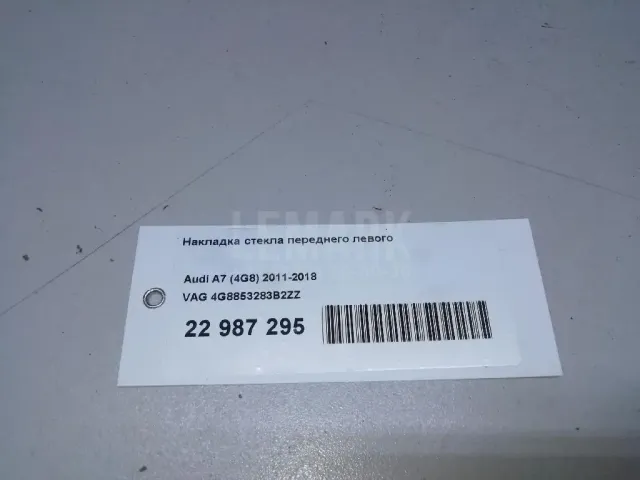 LEMARK
Накладка стекла переднего левого
Audi A7 (4G8) 2011-2018
VAG 4G8853283B2ZZ
22 987 295